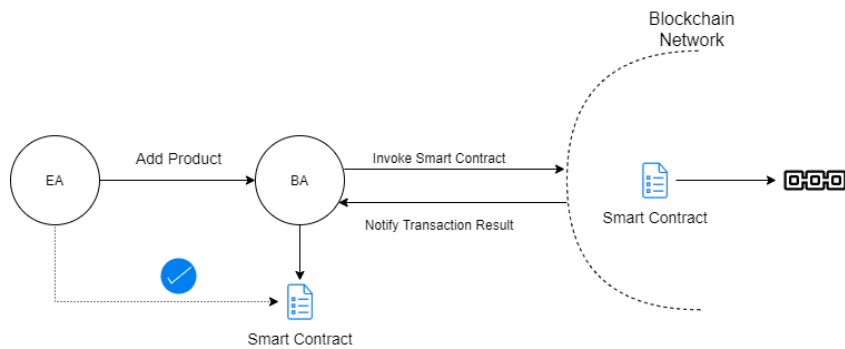 Blockchain
Network
Add Product
Invoke Smart Contract
EA
BA
Notify Transaction Result
Smart Contract
Smart Contract